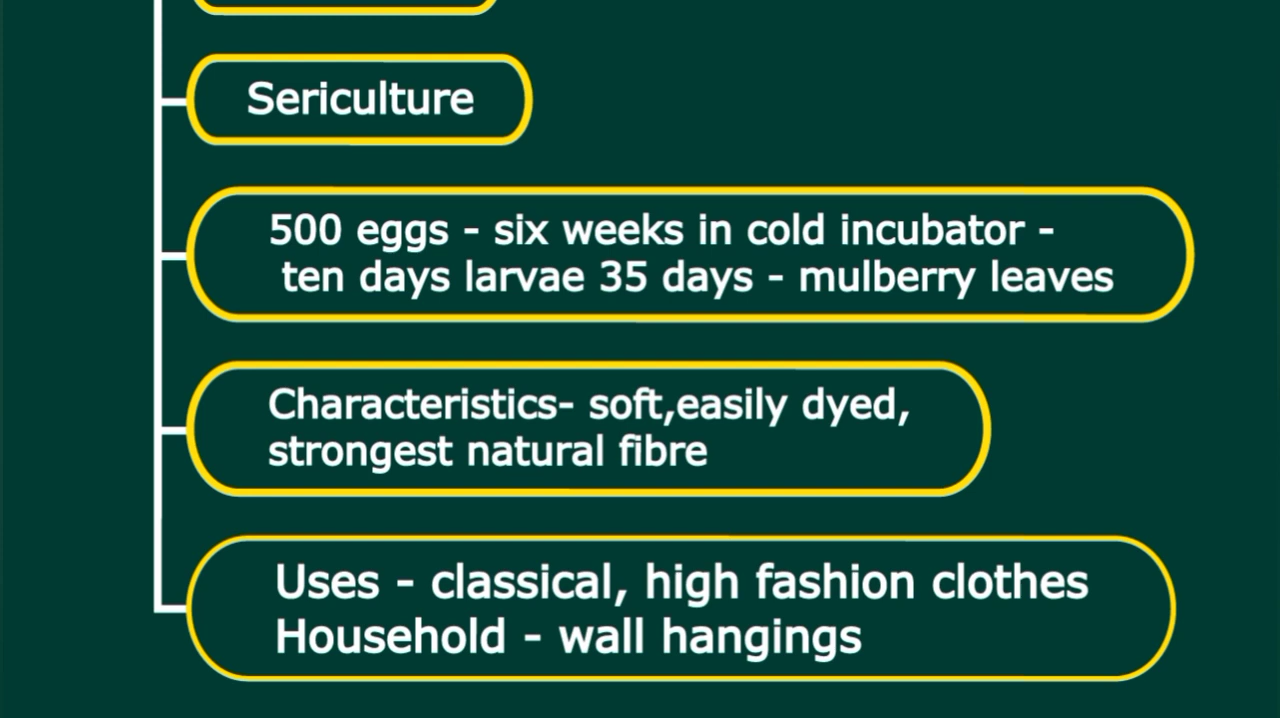 Sericulture
500 eggs - six weeks in cold incubator -
ten days larvae 35 days - mulberry leaves
Characteristics- soft,easily dyed,
strongest natural fibre
Uses - classical, high fashion clothes
Household - wall hangings